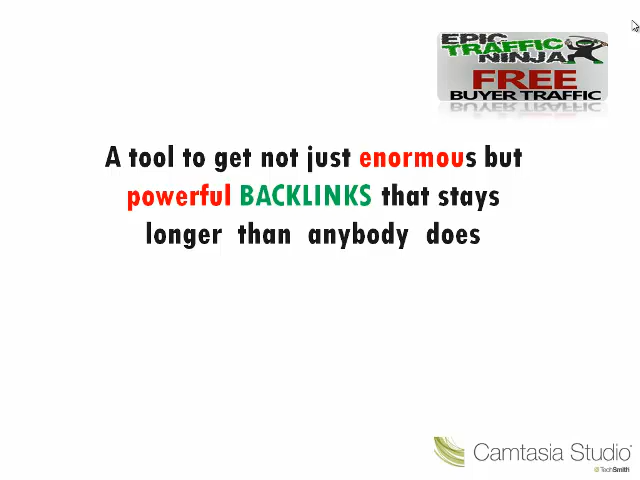 EPIC
TRAFFIC
NINJA
FREE
BUYER TRAFFIC
A tool to get not just enormous but
powerful BACKLINKS that stays
longer than anybody does
Camtasia Studio
TechSmith